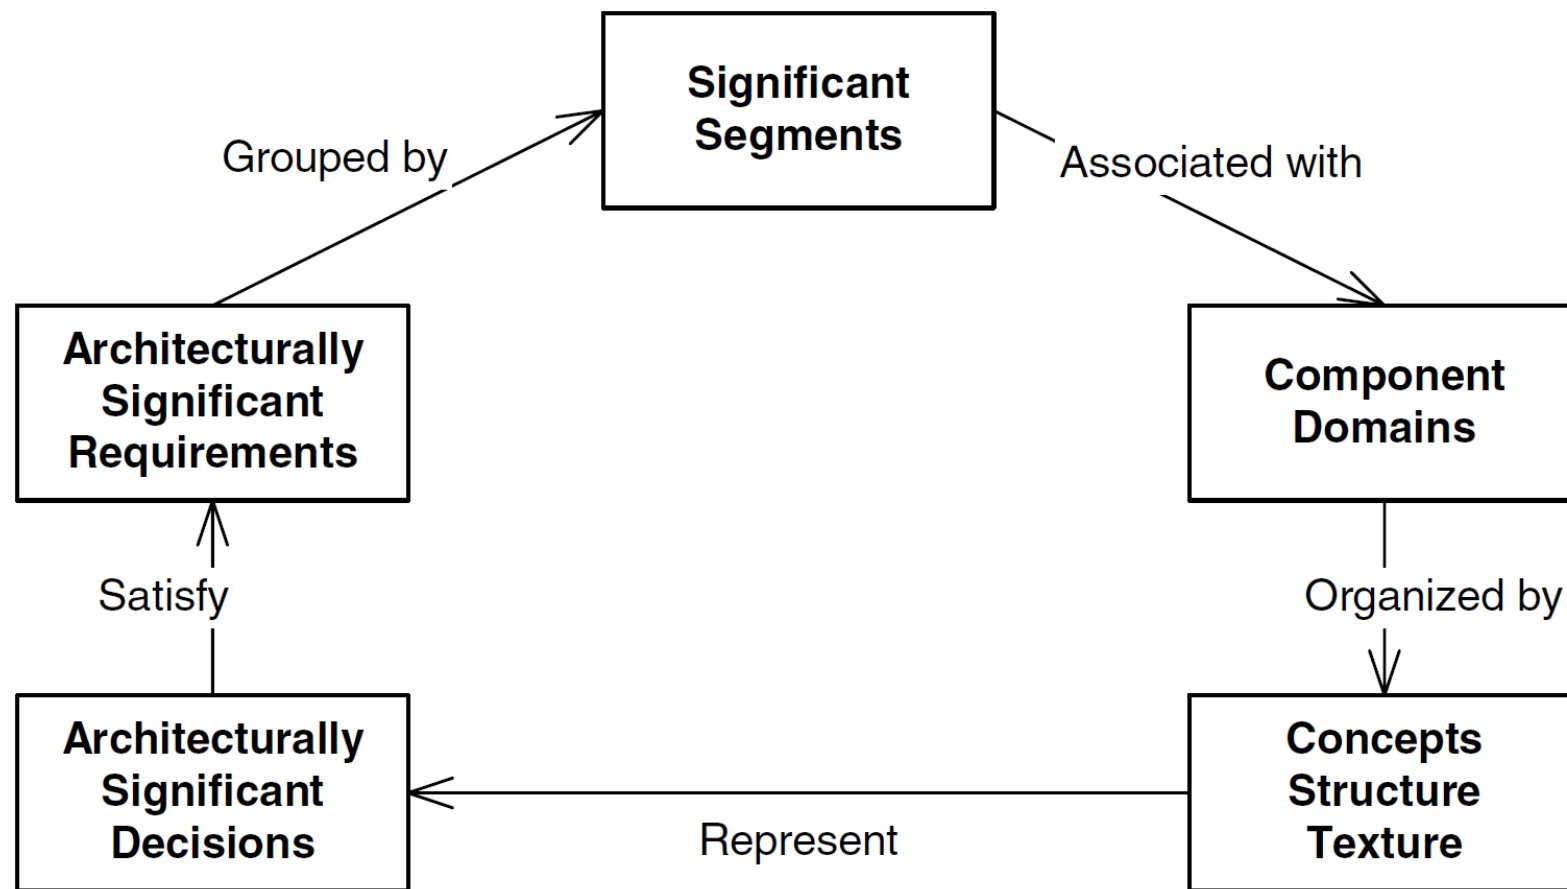 Significant
Segments
Grouped by
Associated with
Architecturally
Significant
Requirements
Component
Domains
Satisfy
Organized by
Architecturally
Significant
Decisions
Represent
Concepts
Structure
Texture